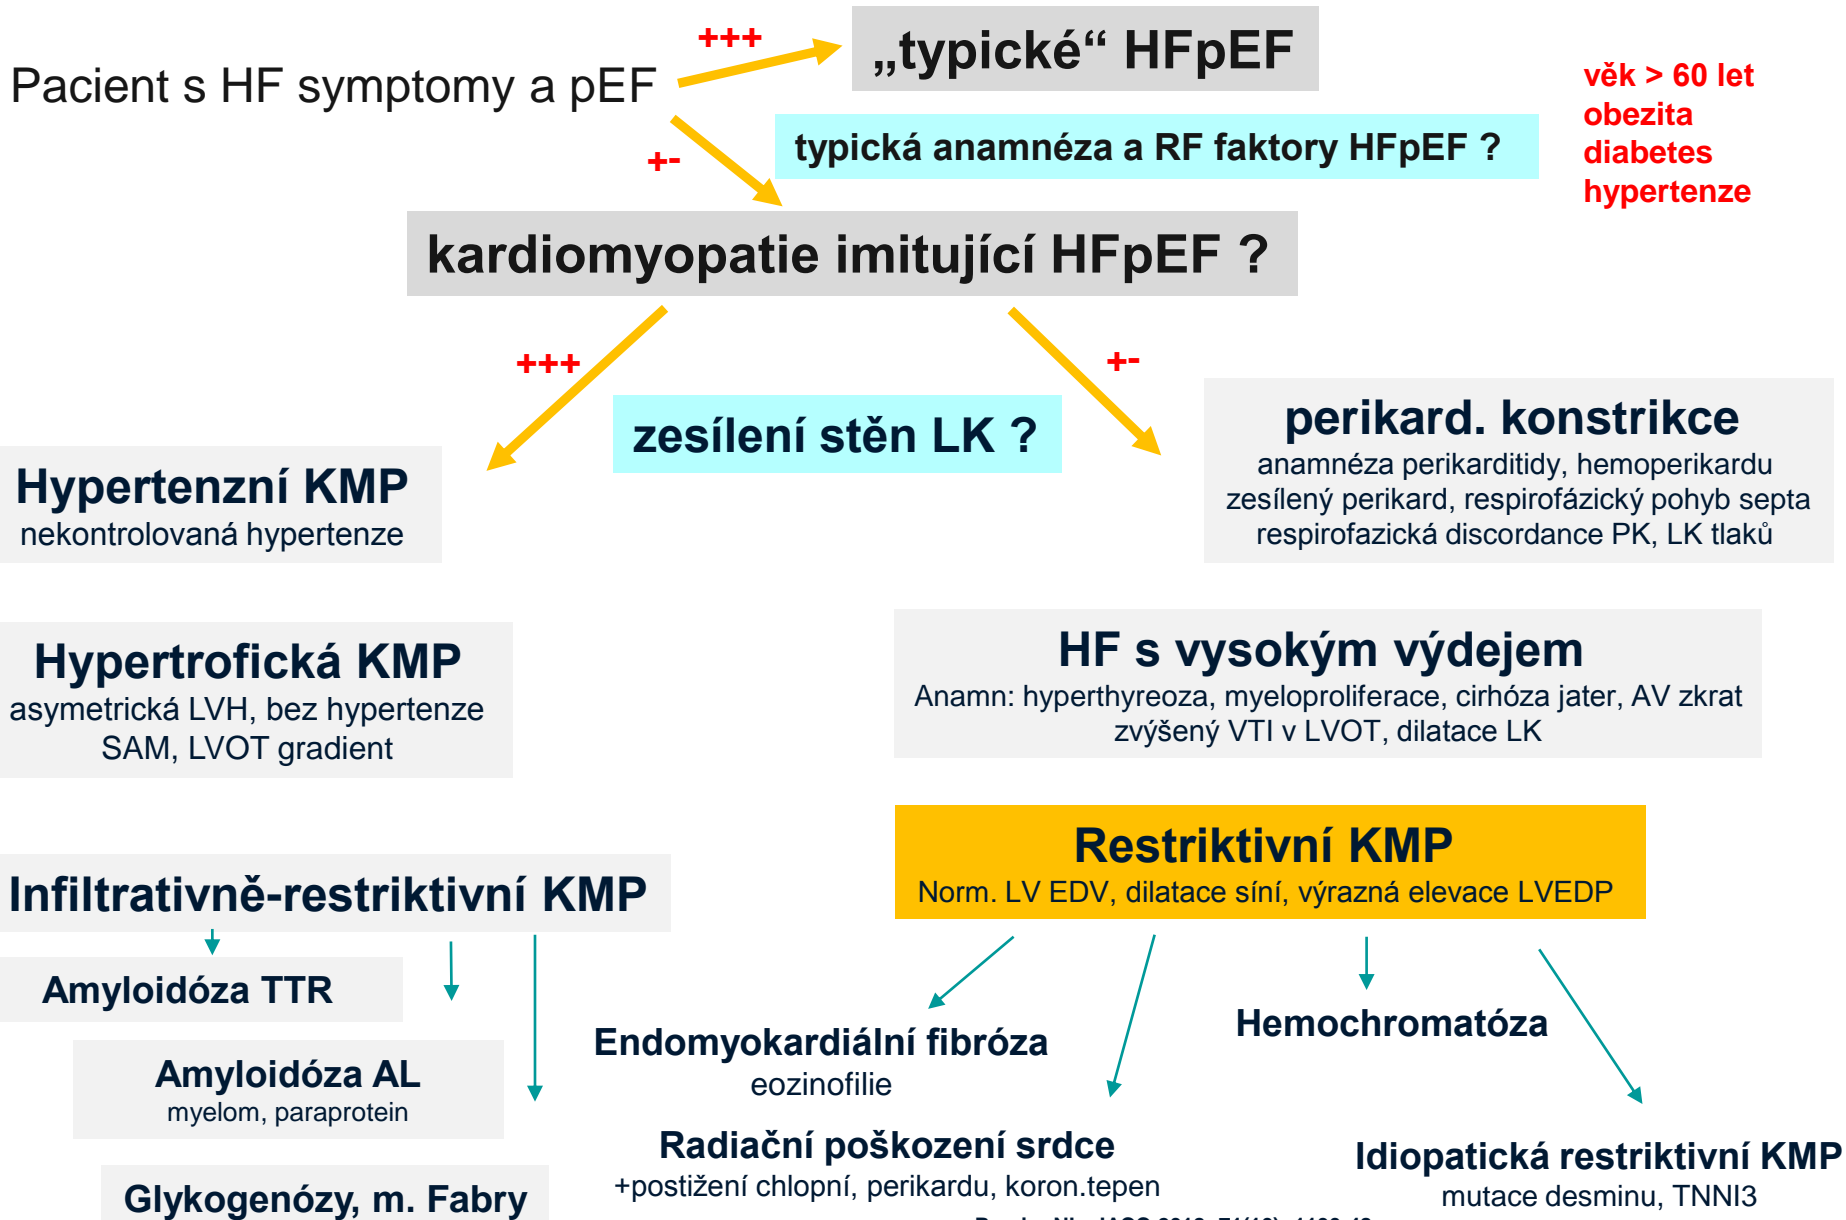 Pacient s HF symptomy a pEF
+++
„typické“ HFpEF
věk > 60 let
obezita
diabetes
hypertenze
+-
typická anamnéza a RF faktory HFpEF ?
kardiomyopatie imitující HFpEF ?
+++
+-
zesílení stěn LK ?
Hypertenzní KMP
nekontrolovaná hypertenze
perikard. konstrikce
anamnéza perikarditidy, hemoperikardu
zesílený perikard, respirofázický pohyb septa
respirofazická discordance PK, LK tlaků
Hypertrofická KMP
asymetrická LVH, bez hypertenze
SAM, LVOT gradient
HF s vysokým výdejem
Anamn: hyperthyreoza, myeloproliferace, cirhóza jater, AV zkrat
zvýšený VTI v LVOT, dilatace LK
Infiltrativně-restriktivní KMP
Amyloidóza TTR
Amyloidóza AL
myelom, paraprotein
Glykogenózy, m. Fabry
Restriktivní KMP
Norm. LV EDV, dilatace síní, výrazná elevace LVEDP
Endomyokardiální fibróza
eozinofilie
Hemochromatóza
Radiační poškození srdce
+postižení chlopní, perikardu, koron.tepen
Idiopatická restriktivní KMP
mutace desminu, TNNI3